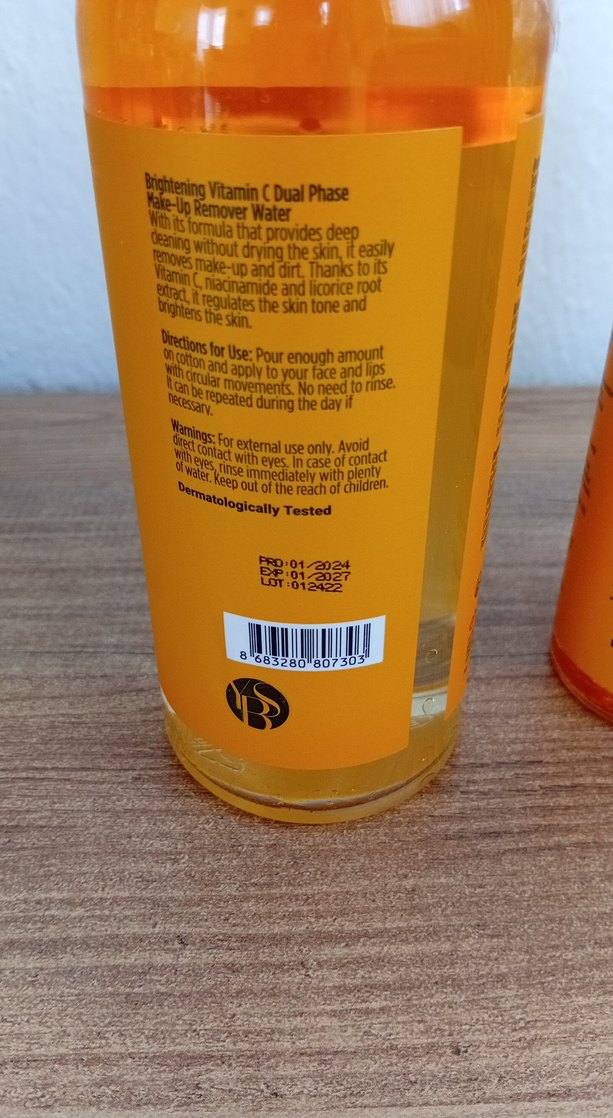 Brightening Vitamin C Dual Phase
Make-Up Remover Water
With its formula that provides deep
cleaning without drying the skin, it easily
removes make-up and dirt. Thanks to its
Vitamin C, niacinamide and licorice root
extract, it regulates the skin tone and
brightens the skin.
Directions for Use: Pour enough amount
on cotton and apply to your face and lips
with circular movements. No need to rinse.
It can be repeated during the day if
necessary.
Warnings: For external use only. Avoid
direct contact with eyes. In case of contact
with eyes, rinse immediately with plenty
of water. Keep out of the reach of children.
Dermatologically Tested
PRD:01/2024
EXP:01/2027
LOT:012422
8 683280 807303
YBS